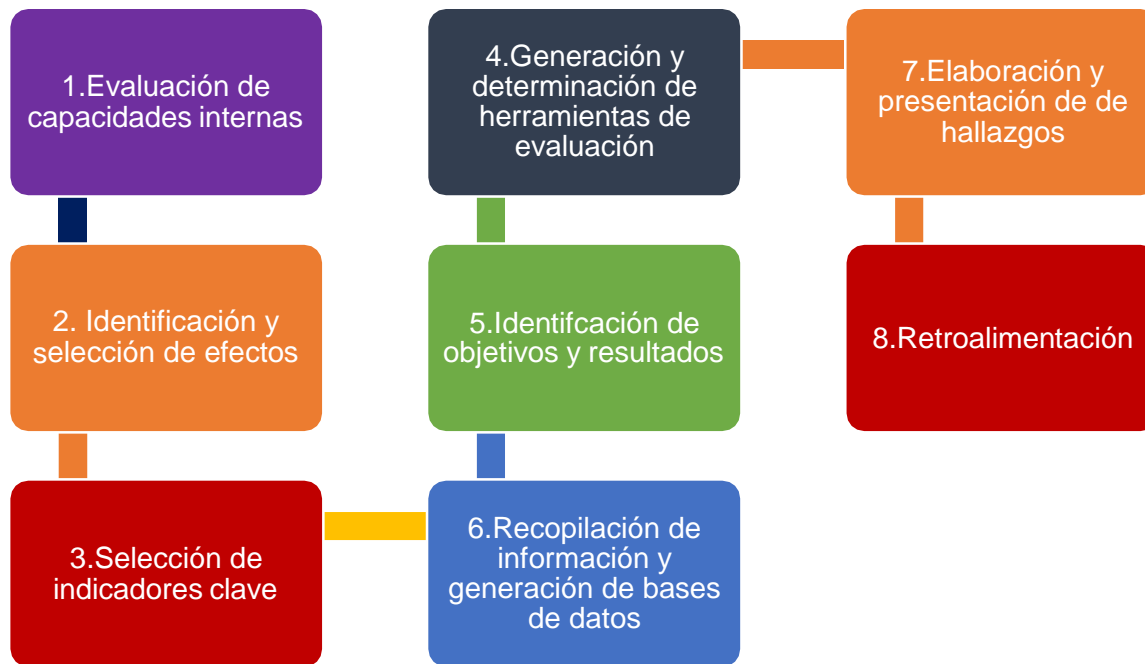 1.Evaluación de
capacidades internas
2. Identificación y
selección de efectos
3.Selección de
indicadores clave
4.Generación y
determinación de
herramientas de
evaluación
5.Identifcación de
objetivos y resultados
6.Recopilación de
información y
generación de bases
de datos
7.Elaboración y
presentación de de
hallazgos
8.Retroalimentación